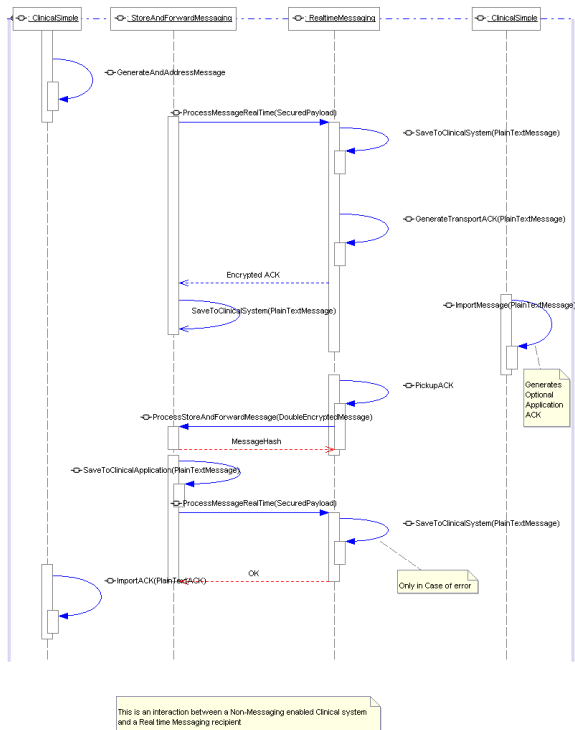 : ClinicalSimple
: StoreAndForwardMessaging
: RealtimeMessaging
: ClinicalSimple
GenerateAndAddressMessage
ProcessMessageRealTime(SecuredPayload)
SaveToClinicalSystem(PlainTextMessage)
GenerateTransportACK(PlainTextMessage)
Encrypted ACK
SaveToClinicalSystem(PlainTextMessage)
ImportMessage(PlainTextMessage)
Generates
Optional
Application
ACK
PickupACK
ProcessStoreAndForwardMessage(DoubleEncryptedMessage)
MessageHash
SaveToClinicalApplication(PlainTextMessage)
ProcessMessageRealTime(SecuredPayload)
SaveToClinicalSystem(PlainTextMessage)
OK
Only in Case of error
ImportACK(PlainTextACK)
This is an interaction between a Non-Messaging enabled Clinical system
and a Real time Messaging recipient